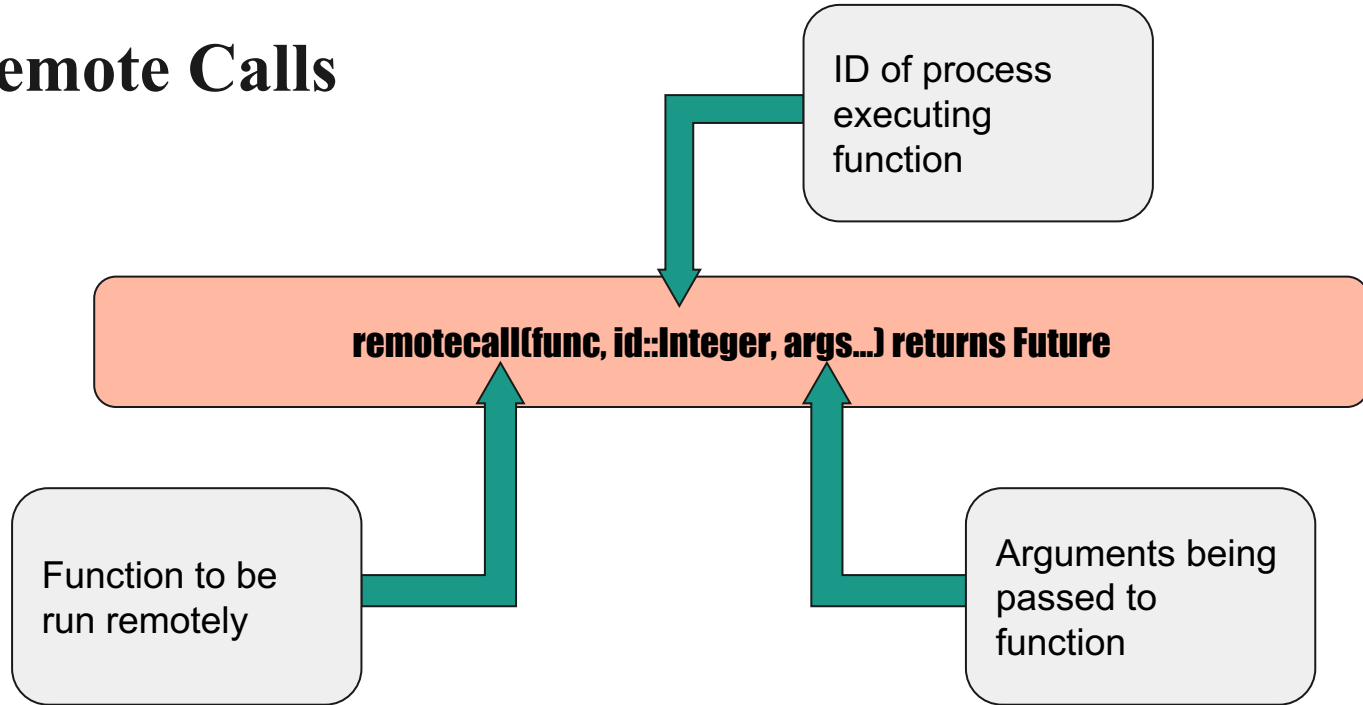 emote Calls
ID of process
executing
function
remotecall(func, id::Integer, args...) returns Future
Function to be
run remotely
Arguments being
passed to
function